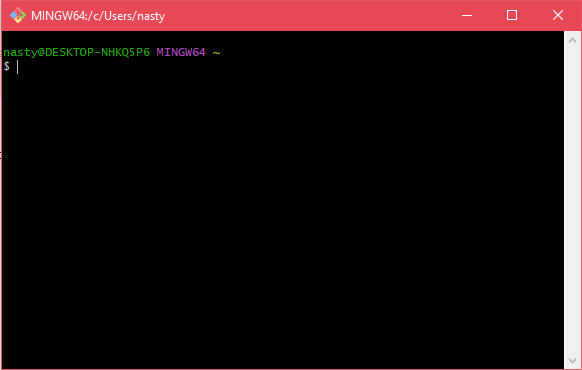 MINGW64:/c/Users/nasty
nasty@DESKTOP-NHKQ5P6 MINGW64 ~
$